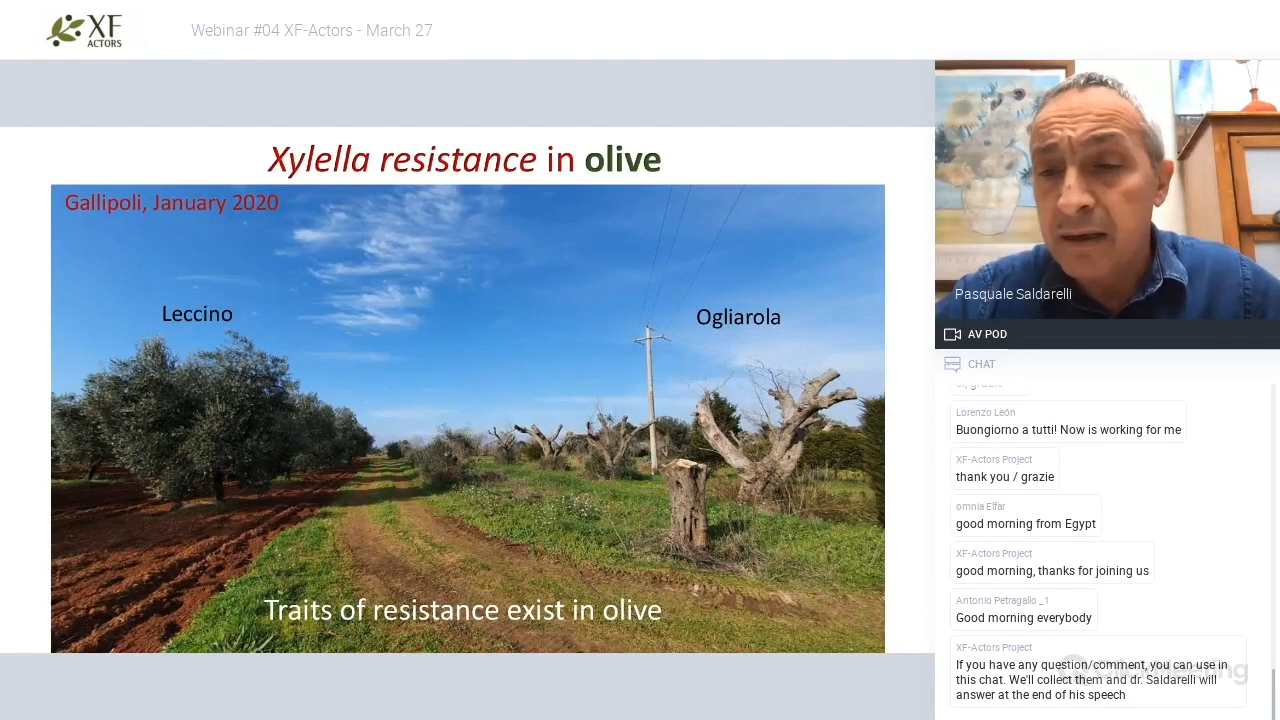 XF
ACTORS
Webinar #04 XF-Actors - March 27
Xylella resistance in olive
Gallipoli, January 2020
Leccino
Ogliarola
Traits of resistance exist in olive
Pasquale Saldarelli
AV POD
CHAT
Lorenzo León
Buongiorno a tutti! Now is working for me
XF-Actors Project
thank you / grazie
omnia Elfar
good morning from Egypt
XF-Actors Project
good morning, thanks for joining us
Antonio Petragallo _1
Good morning everybody
XF-Actors Project
If you have any question/comment, you can use in
this chat. We'll collect them and dr. Saldarelli will
answer at the end of his speech
ClickMeeting